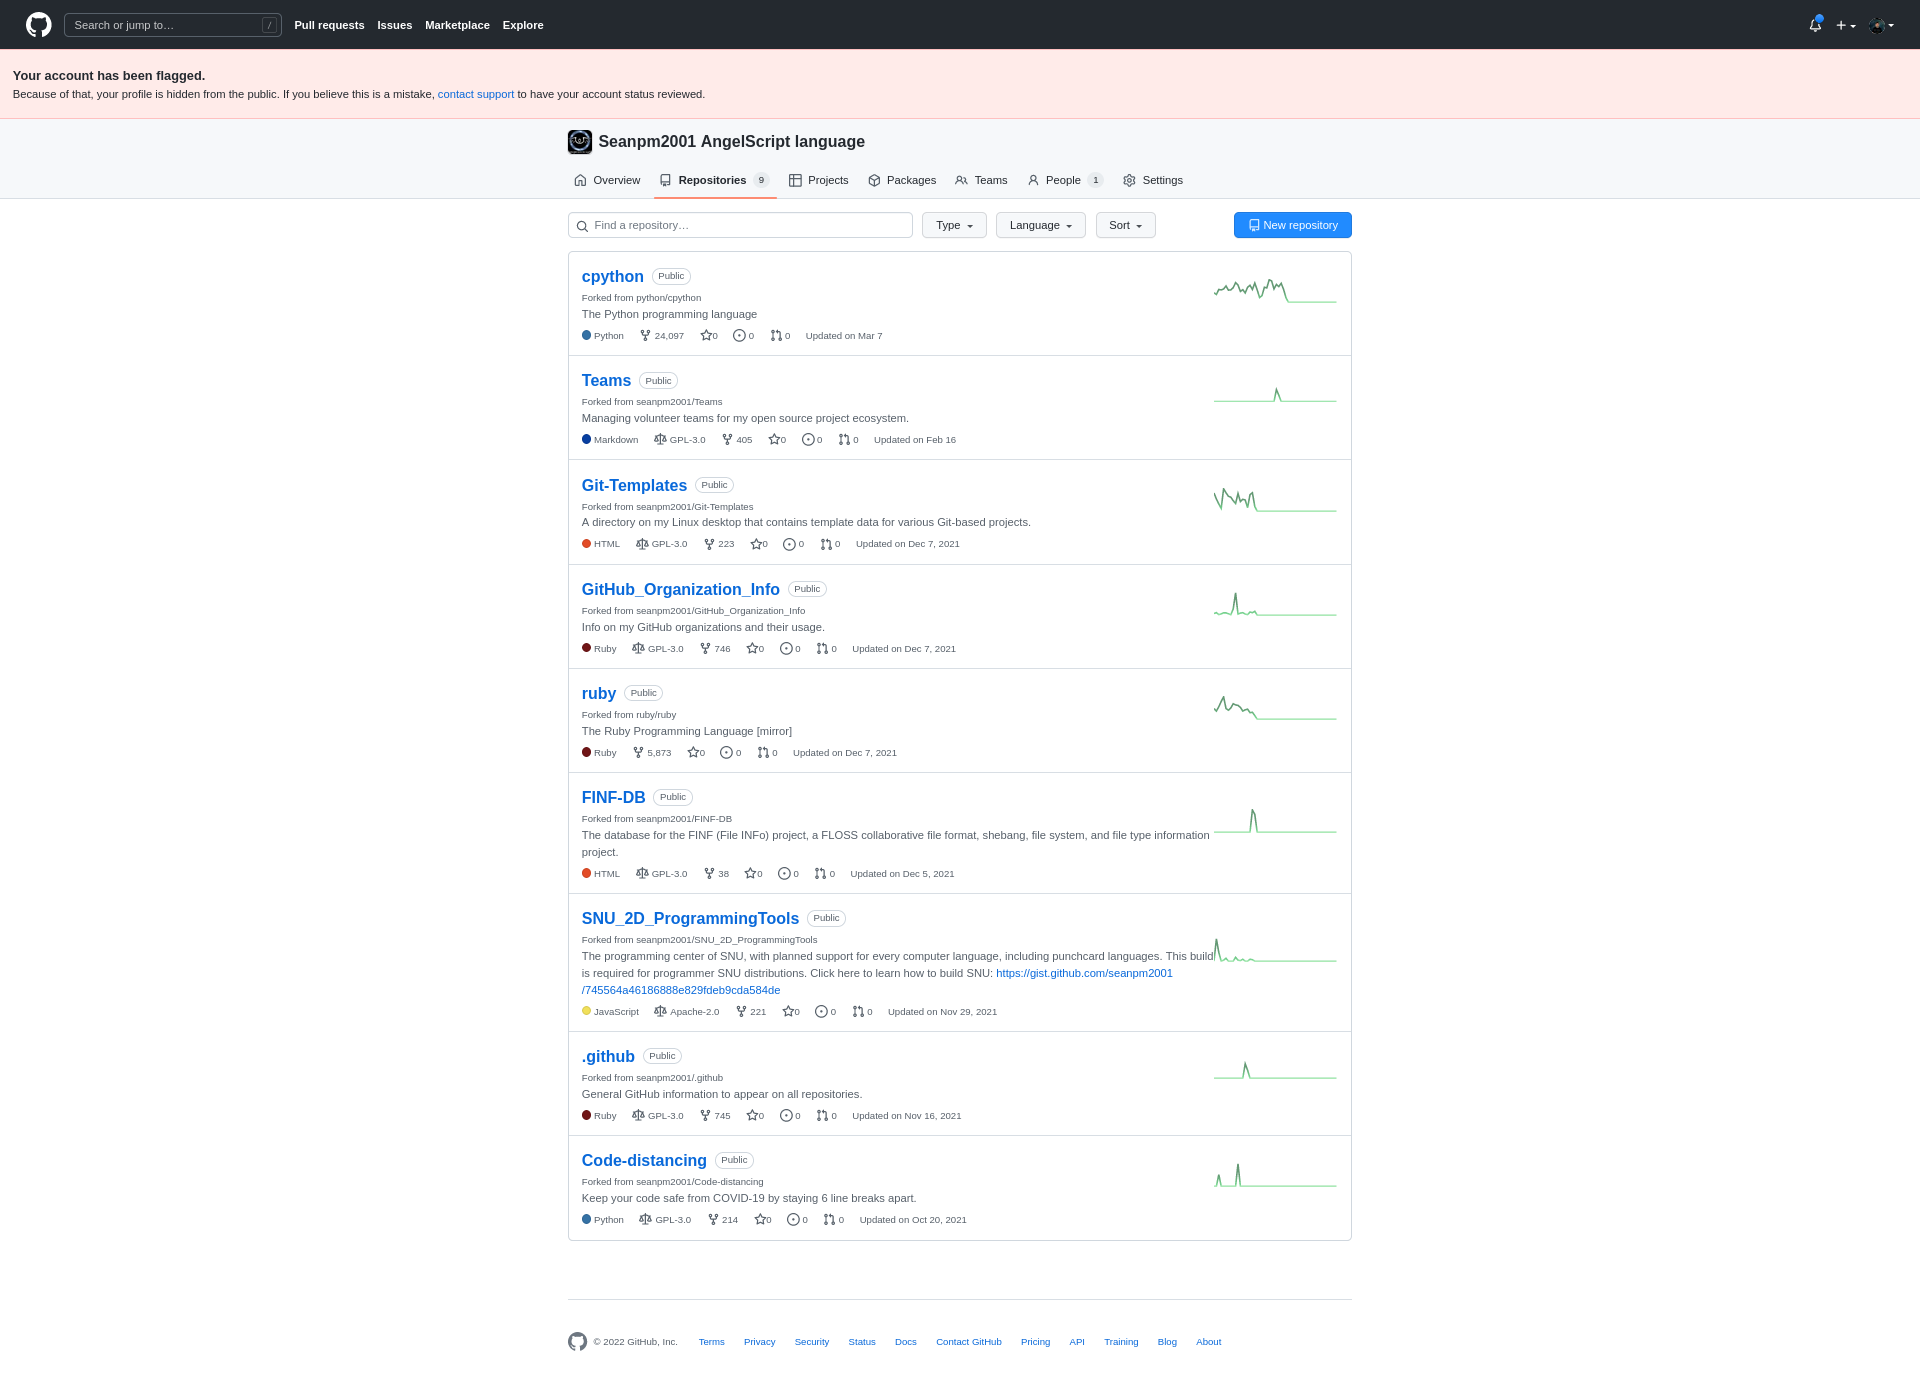 Search or jump to… /
Pull requests Issues Marketplace Explore
Your account has been flagged.
Because of that, your profile is hidden from the public. If you believe this is a mistake, contact support to have your account status reviewed.
Seanpm2001 AngelScript language
Overview Repositories 9 Projects Packages Teams People 1 Settings
Find a repository… Type Language Sort New repository
cpython Public
Forked from python/cpython
The Python programming language
Python 24,097 0 0 0 Updated on Mar 7
Teams Public
Forked from seanpm2001/Teams
Managing volunteer teams for my open source project ecosystem.
Markdown GPL-3.0 405 0 0 0 Updated on Feb 16
Git-Templates Public
Forked from seanpm2001/Git-Templates
A directory on my Linux desktop that contains template data for various Git-based projects.
HTML GPL-3.0 223 0 0 0 Updated on Dec 7, 2021
GitHub_Organization_Info Public
Forked from seanpm2001/GitHub_Organization_Info
Info on my GitHub organizations and their usage.
Ruby GPL-3.0 746 0 0 0 Updated on Dec 7, 2021
ruby Public
Forked from ruby/ruby
The Ruby Programming Language [mirror]
Ruby 5,873 0 0 0 Updated on Dec 7, 2021
FINF-DB Public
Forked from seanpm2001/FINF-DB
The database for the FINF (File INFo) project, a FLOSS collaborative file format, shebang, file system, and file type information
project.
HTML GPL-3.0 38 0 0 0 Updated on Dec 5, 2021
SNU_2D_ProgrammingTools Public
Forked from seanpm2001/SNU_2D_ProgrammingTools
The programming center of SNU, with planned support for every computer language, including punchcard languages. This build
is required for programmer SNU distributions. Click here to learn how to build SNU: https://gist.github.com/seanpm2001
/745564a46186888e829fdeb9cda584de
JavaScript Apache-2.0 221 0 0 0 Updated on Nov 29, 2021
.github Public
Forked from seanpm2001/.github
General GitHub information to appear on all repositories.
Ruby GPL-3.0 745 0 0 0 Updated on Nov 16, 2021
Code-distancing Public
Forked from seanpm2001/Code-distancing
Keep your code safe from COVID-19 by staying 6 line breaks apart.
Python GPL-3.0 214 0 0 0 Updated on Oct 20, 2021
© 2022 GitHub, Inc. Terms Privacy Security Status Docs Contact GitHub Pricing API Training Blog About